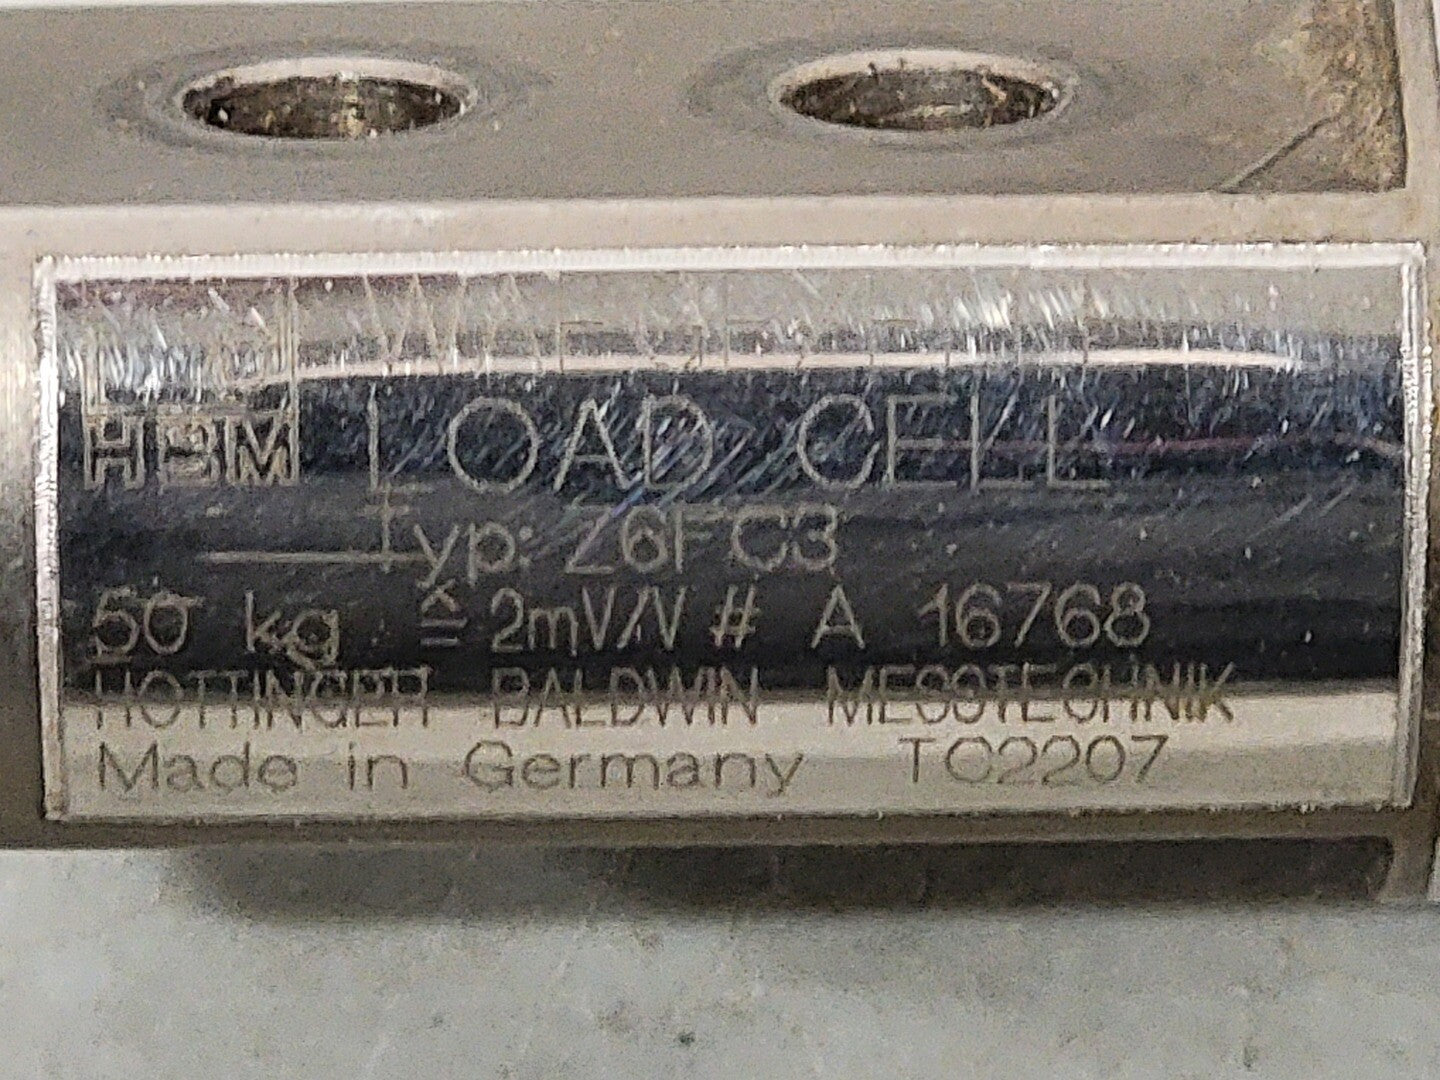 HBM LOAD CELL
Typ: Z6FC3
50 kg ≙ 2mV/V # A 16768
HOTTINGER BALDWIN MESSTECHNIK
Made in Germany TC2207